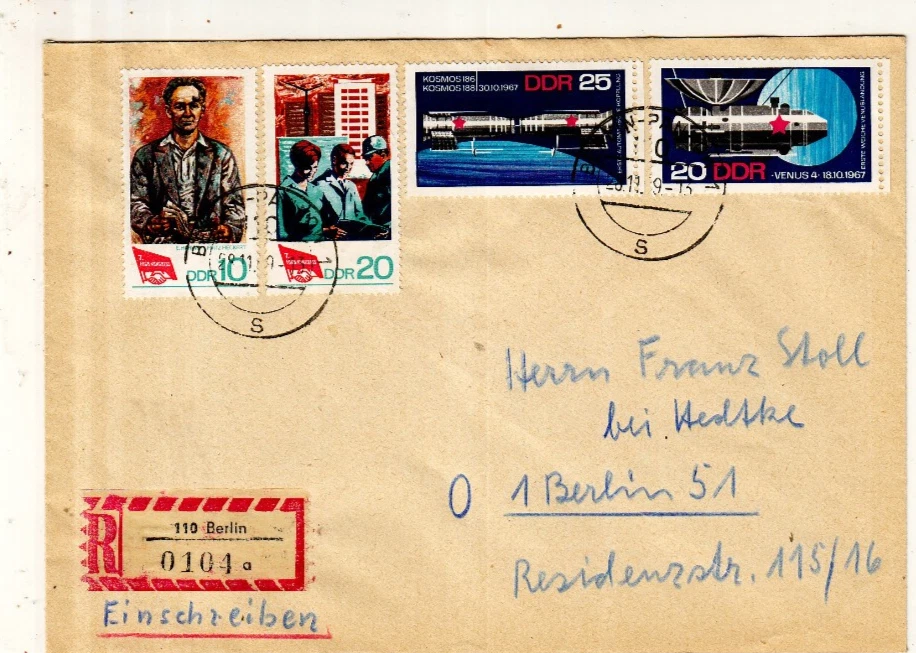 DDR 10
DDR 20
KOSMOS 186
KOSMOS 188 30.10.1967
DDR 25
20 DDR
-VENUS 4 · 18.10.1967
S
S
Herrn Franz Stoll
bei Hedtke
O 1 Berlin 51
Residenzstr. 115/16
R
110 Berlin
0104 a
Einschreiben